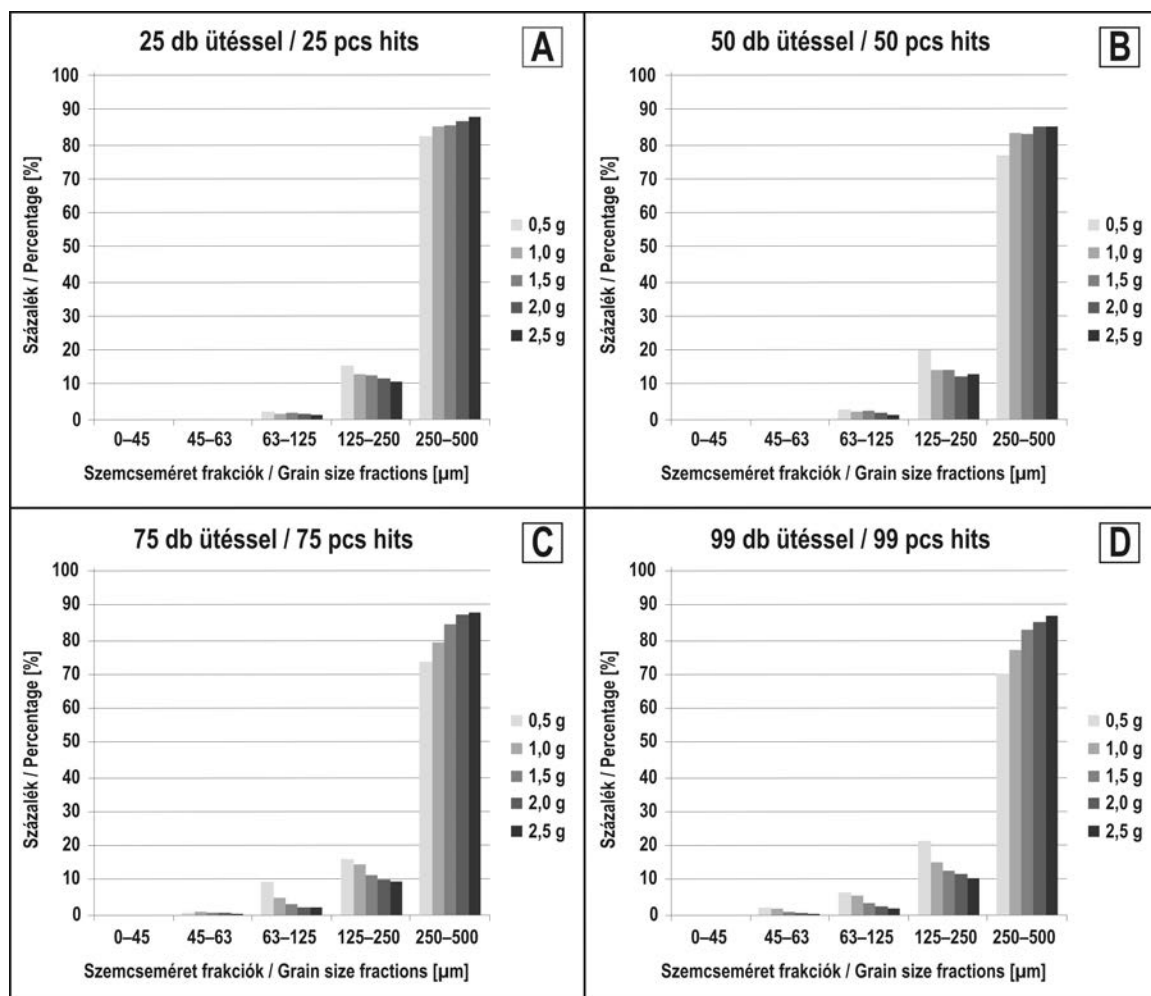 25 db ütéssel / 25 pcs hits
A
Százalék / Percentage [%]
100
90
80
70
60
50
40
30
20
10
0
0–45 45–63 63–125 125–250 250–500
Szemcseméret frakciók / Grain size fractions [µm]
0,5 g
1,0 g
1,5 g
2,0 g
2,5 g
50 db ütéssel / 50 pcs hits
B
Százalék / Percentage [%]
100
90
80
70
60
50
40
30
20
10
0
0–45 45–63 63–125 125–250 250–500
Szemcseméret frakciók / Grain size fractions [µm]
0,5 g
1,0 g
1,5 g
2,0 g
2,5 g
75 db ütéssel / 75 pcs hits
C
Százalék / Percentage [%]
100
90
80
70
60
50
40
30
20
10
0
0–45 45–63 63–125 125–250 250–500
Szemcseméret frakciók / Grain size fractions [µm]
0,5 g
1,0 g
1,5 g
2,0 g
2,5 g
99 db ütéssel / 99 pcs hits
D
Százalék / Percentage [%]
100
90
80
70
60
50
40
30
20
10
0
0–45 45–63 63–125 125–250 250–500
Szemcseméret frakciók / Grain size fractions [µm]
0,5 g
1,0 g
1,5 g
2,0 g
2,5 g